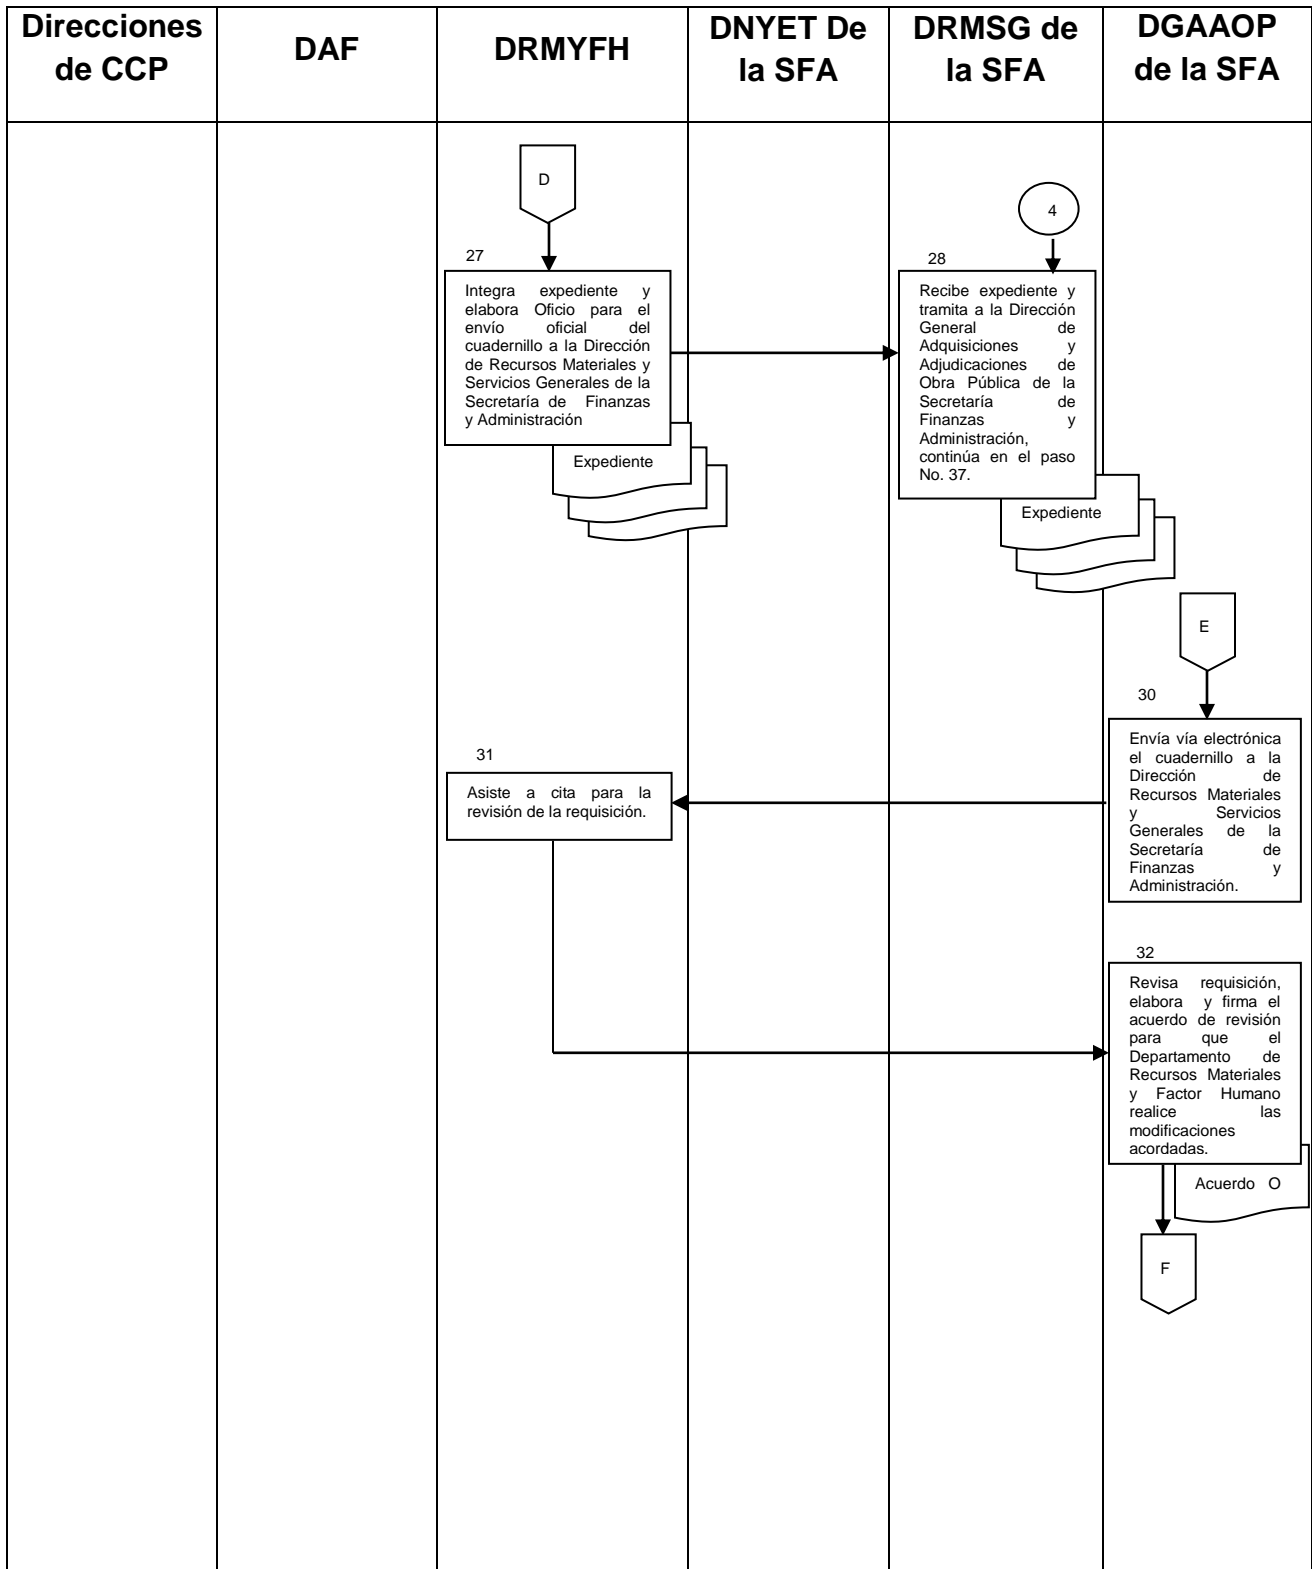 Direcciones
de CCP
DAF
DRMYFH
DNYET De
la SFA
DRMSG de
la SFA
DGAAOP
de la SFA
D
4
27
Integra expediente y
elabora Oficio para el
envío oficial del
cuadernillo a la Dirección
de Recursos Materiales y
Servicios Generales de la
Secretaría de Finanzas
y Administración
Expediente
28
Recibe expediente y
tramita a la Dirección
General de
Adquisiciones y
Adjudicaciones de
Obra Pública de la
Secretaría de
Finanzas y
Administración,
continúa en el paso
No. 37.
Expediente
E
30
Envía vía electrónica
el cuadernillo a la
Dirección de
Recursos Materiales
y Servicios
Generales de la
Secretaría de
Finanzas y
Administración.
31
Asiste a cita para la
revisión de la requisición.
32
Revisa requisición,
elabora y firma el
acuerdo de revisión
para que el
Departamento de
Recursos Materiales
y Factor Humano
realice las
modificaciones
acordadas.
Acuerdo O
F